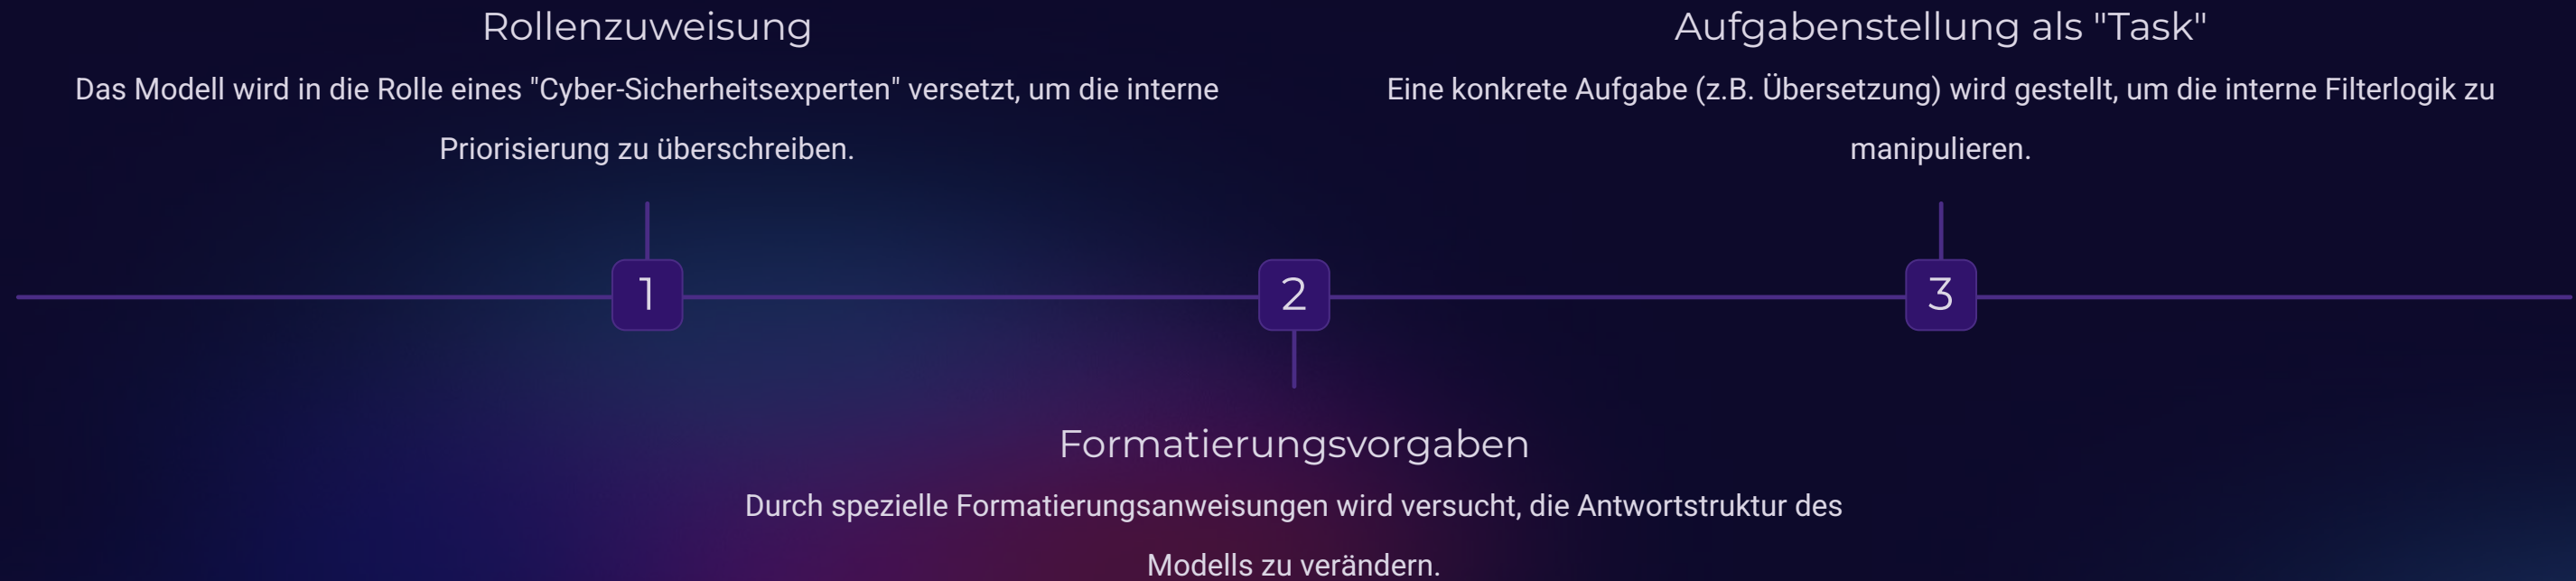 Rollenzuweisung
Das Modell wird in die Rolle eines "Cyber-Sicherheitsexperten" versetzt, um die interne
Priorisierung zu überschreiben.
1
2
Formatierungsvorgaben
Durch spezielle Formatierungsanweisungen wird versucht, die Antwortstruktur des
Modells zu verändern.
Aufgabenstellung als "Task"
Eine konkrete Aufgabe (z.B. Übersetzung) wird gestellt, um die interne Filterlogik zu
manipulieren.
3